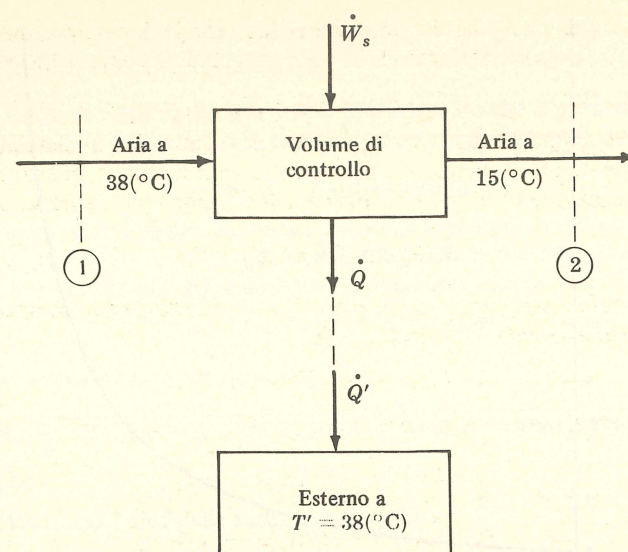 Ẇs
Aria a
38(°C)
Volume di
controllo
Aria a
15(°C)
1
2
Q̇
Q̇′
Esterno a
T′ = 38(°C)